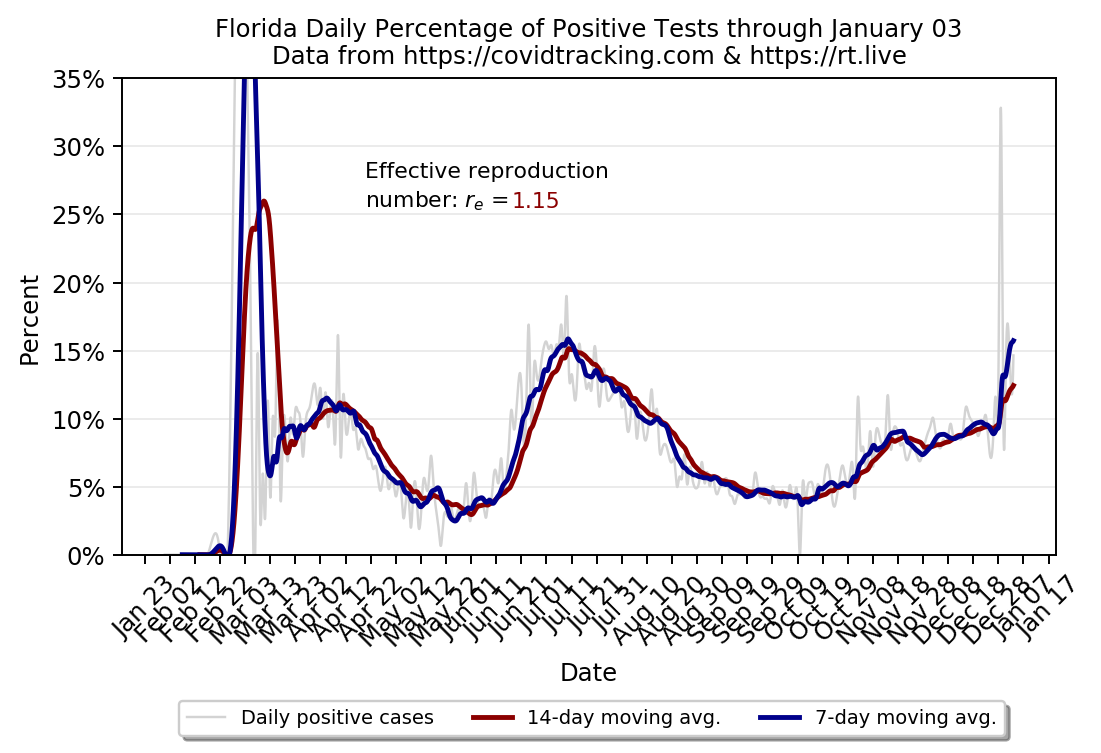 Florida Daily Percentage of Positive Tests through January 03
Data from https://covidtracking.com & https://rt.live
35%
30%
25%
20%
15%
10%
5%
0%
Percent
Effective reproduction
number: rₑ = 1.15
Jan 23
Feb 02
Feb 12
Feb 22
Mar 03
Mar 13
Mar 23
Apr 02
Apr 12
Apr 22
May 02
May 12
May 22
Jun 01
Jun 11
Jun 21
Jul 01
Jul 11
Jul 21
Jul 31
Aug 10
Aug 20
Aug 30
Sep 09
Sep 19
Sep 29
Oct 09
Oct 19
Oct 29
Nov 08
Nov 18
Nov 28
Dec 08
Dec 18
Dec 28
Jan 07
Jan 17
Date
Daily positive cases
14-day moving avg.
7-day moving avg.